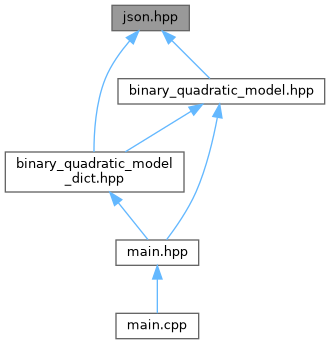 json.hpp
binary_quadratic_model.hpp
binary_quadratic_model
_dict.hpp
main.hpp
main.cpp